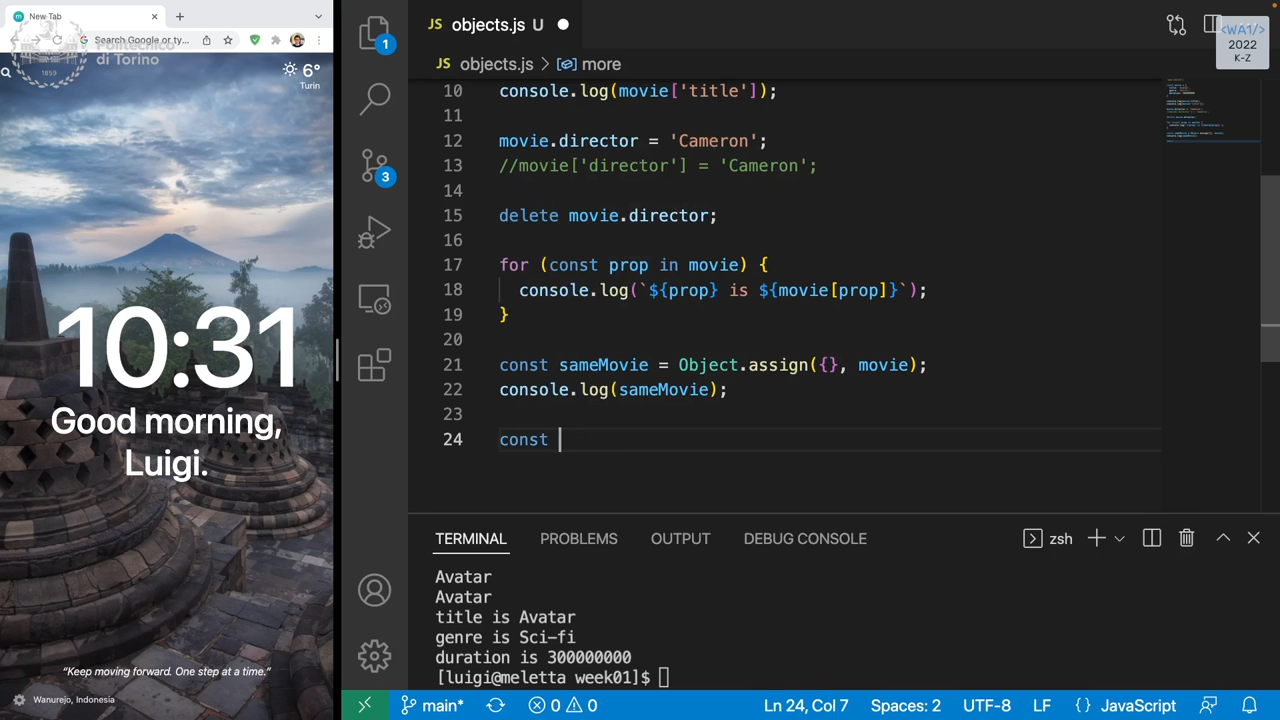 New Tab
Search Google or ty...
Politecnico
di Torino
1859
6°
Turin
10:31
Good morning,
Luigi.
“Keep moving forward. One step at a time.”
Wanurejo, Indonesia
JS objects.js U
JS objects.js › more
<WA1/>
2022
K-Z
1
3
10 console.log(movie['title']);
11
12 movie.director = 'Cameron';
13 //movie['director'] = 'Cameron';
14
15 delete movie.director;
16
17 for (const prop in movie) {
18 console.log(`${prop} is ${movie[prop]}`);
19 }
20
21 const sameMovie = Object.assign({}, movie);
22 console.log(sameMovie);
23
24 const
TERMINAL PROBLEMS OUTPUT DEBUG CONSOLE zsh
Avatar
Avatar
title is Avatar
genre is Sci-fi
duration is 300000000
[luigi@meletta week01]$
main* 0 0 Ln 24, Col 7 Spaces: 2 UTF-8 LF {} JavaScript